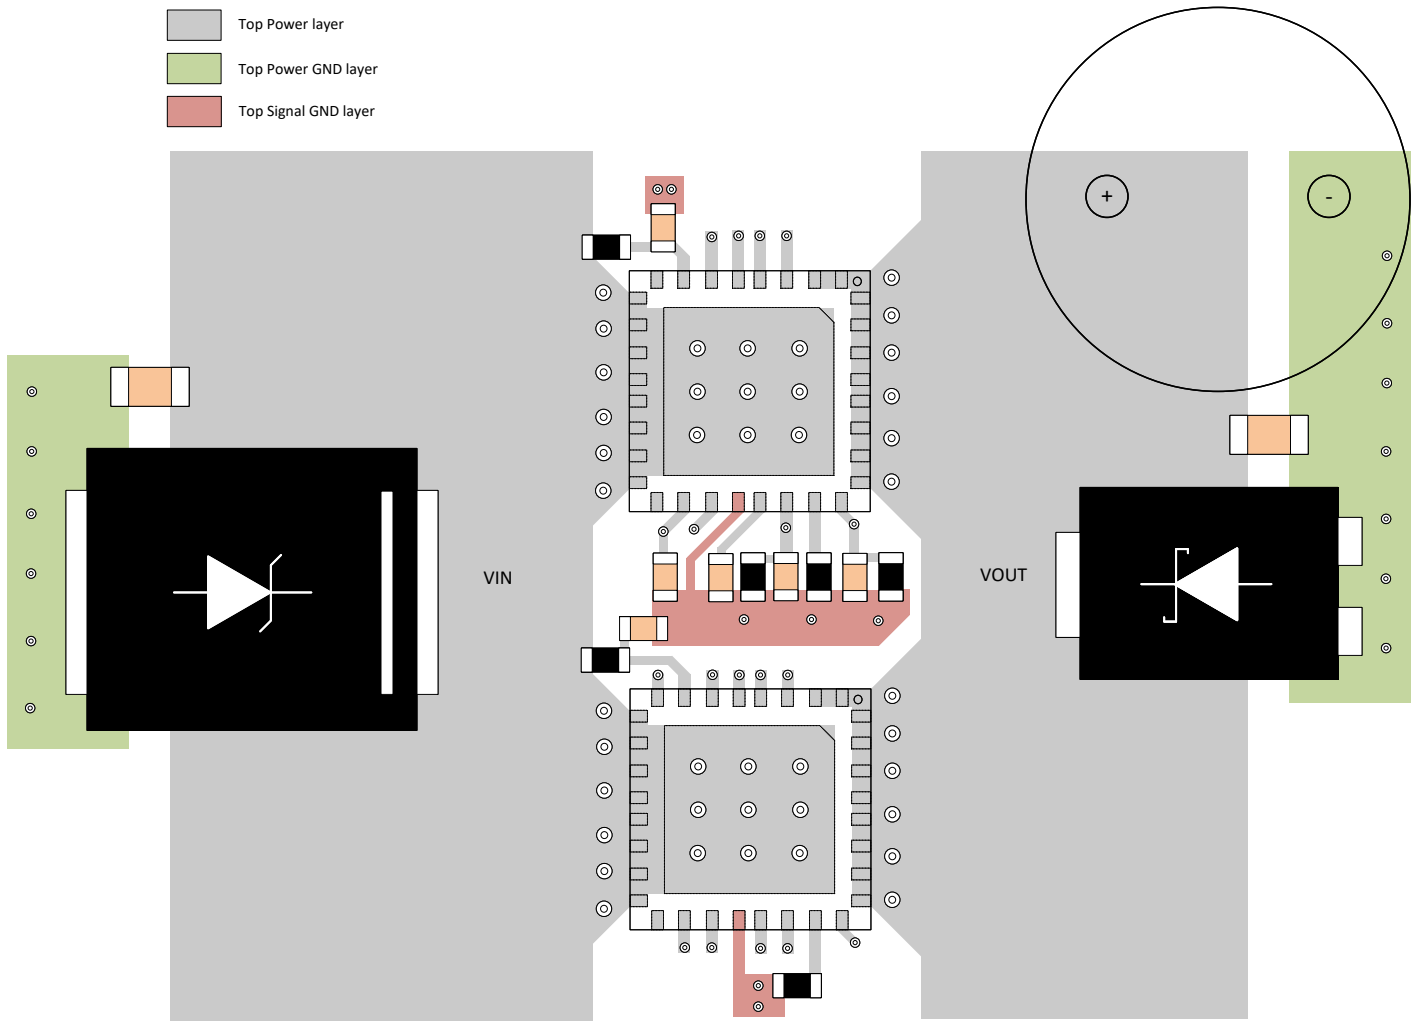 Top Power layer
Top Power GND layer
Top Signal GND layer
+
-
VIN
VOUT